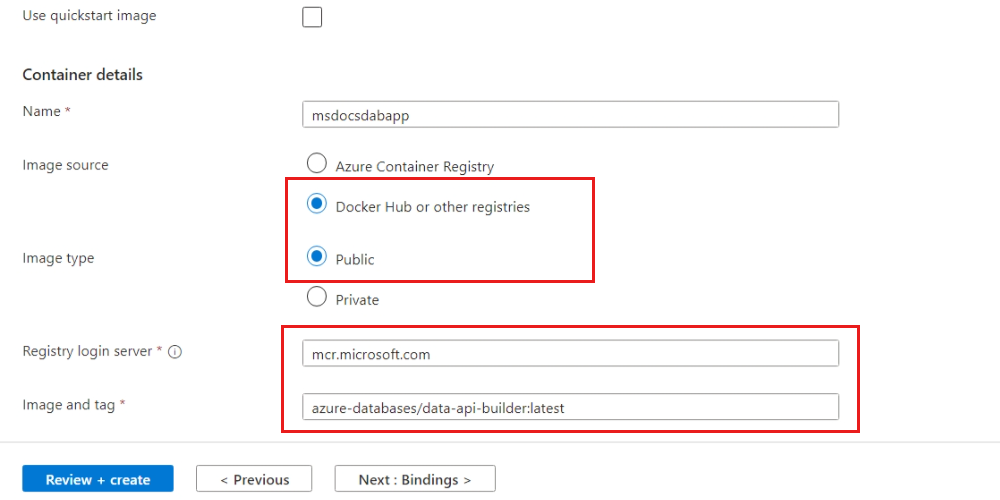 Use quickstart image
Container details
Name *
msdocsdabapp
Image source
Azure Container Registry
Docker Hub or other registries
Image type
Public
Private
Registry login server *
mcr.microsoft.com
Image and tag *
azure-databases/data-api-builder:latest
Review + create
< Previous
Next : Bindings >